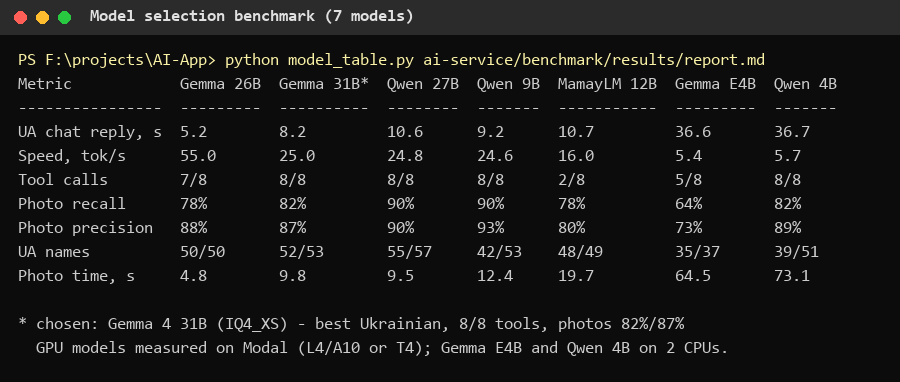 Model selection benchmark (7 models)
PS F:\projects\AI-App> python model_table.py ai-service/benchmark/results/report.md
Metric            Gemma 26B  Gemma 31B*  Qwen 27B  Qwen 9B  MamayLM 12B  Gemma E4B  Qwen 4B
----------------  ---------  ----------  --------  -------  -----------  ---------  -------
UA chat reply, s  5.2        8.2         10.6      9.2      10.7         36.6       36.7
Speed, tok/s      55.0       25.0        24.8      24.6     16.0         5.4        5.7
Tool calls        7/8        8/8         8/8       8/8      2/8          5/8        8/8
Photo recall      78%        82%         90%       90%      78%          64%        82%
Photo precision   88%        87%         90%       93%      80%          73%        89%
UA names          50/50      52/53       55/57     42/53    48/49        35/37      39/51
Photo time, s     4.8        9.8         9.5       12.4     19.7         64.5       73.1
* chosen: Gemma 4 31B (IQ4_XS) - best Ukrainian, 8/8 tools, photos 82%/87%
GPU models measured on Modal (L4/A10 or T4); Gemma E4B and Qwen 4B on 2 CPUs.